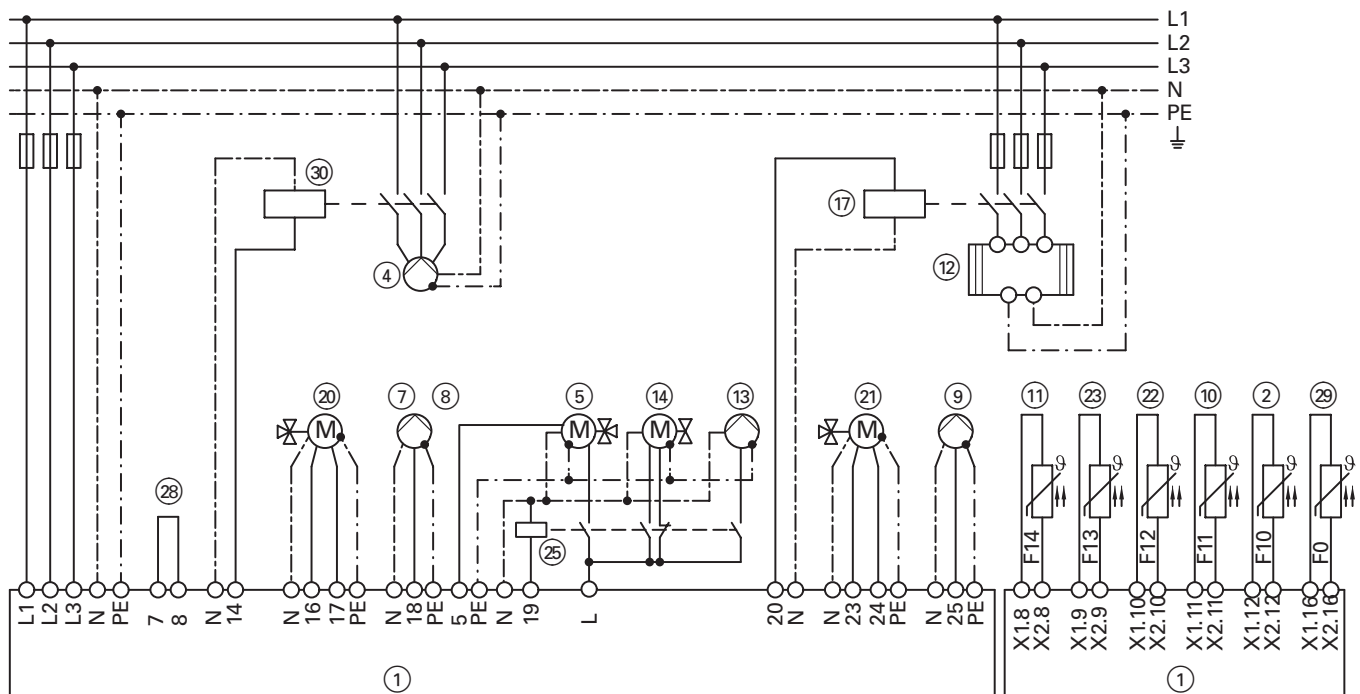 L1
L2
L3
N
PE
30
17
4
12
20
7
8
5
14
13
21
9
11
23
22
10
2
29
M
M
M
M
ϑ
ϑ
ϑ
ϑ
ϑ
ϑ
28
25
F14
F13
F12
F11
F10
F0
L1
L2
L3
N
PE
7
8
N
14
N
16
17
PE
N
18
PE
5
PE
N
19
L
20
N
N
23
24
PE
N
25
PE
X1.8
X2.8
X1.9
X2.9
X1.10
X2.10
X1.11
X2.11
X1.12
X2.12
X1.16
X2.16
1
1